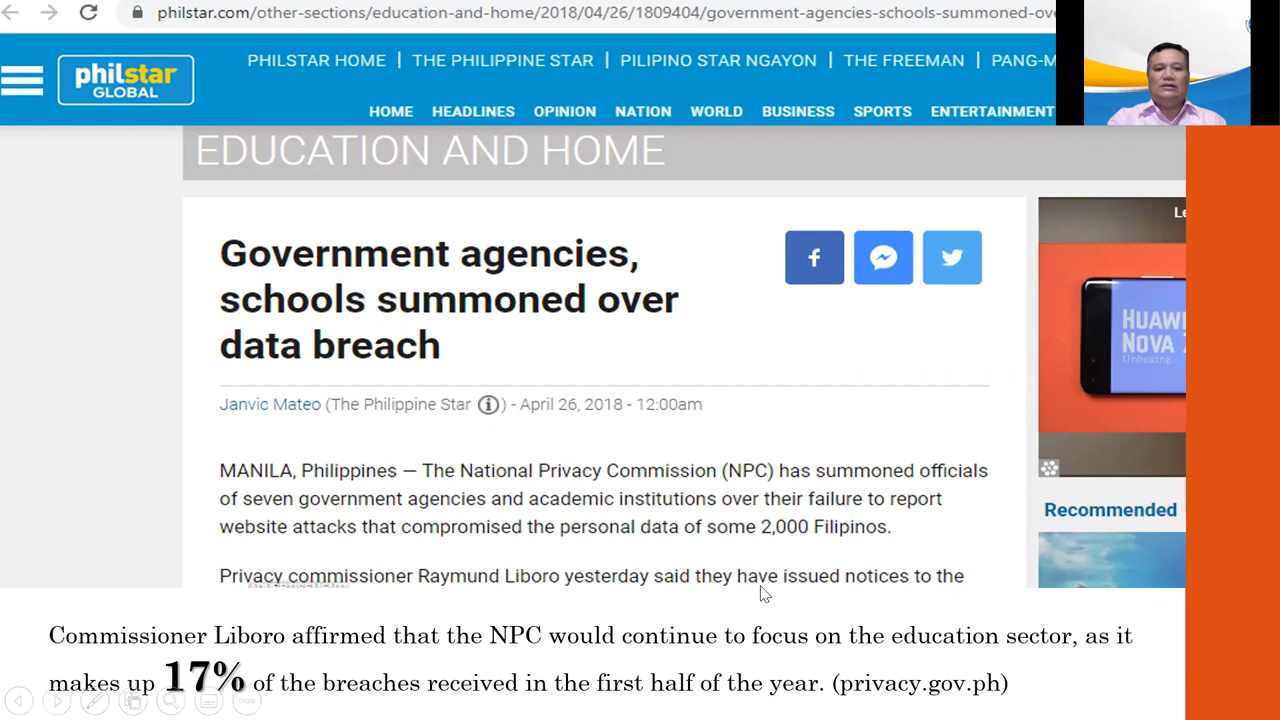 philstar.com/other-sections/education-and-home/2018/04/26/1809404/government-agencies-schools-summoned-ove
philstar
GLOBAL
PHILSTAR HOME | THE PHILIPPINE STAR | PILIPINO STAR NGAYON | THE FREEMAN | PANG-M
HOME HEADLINES OPINION NATION WORLD BUSINESS SPORTS ENTERTAINMENT
EDUCATION AND HOME
Government agencies,
schools summoned over
data breach
Janvic Mateo (The Philippine Star ) - April 26, 2018 - 12:00am
MANILA, Philippines — The National Privacy Commission (NPC) has summoned officials
of seven government agencies and academic institutions over their failure to report
website attacks that compromised the personal data of some 2,000 Filipinos.
Privacy commissioner Raymund Liboro yesterday said they have issued notices to the
Le
HUAW
NOVA
Unboxing
Recommended
Commissioner Liboro affirmed that the NPC would continue to focus on the education sector, as it
makes up 17% of the breaches received in the first half of the year. (privacy.gov.ph)